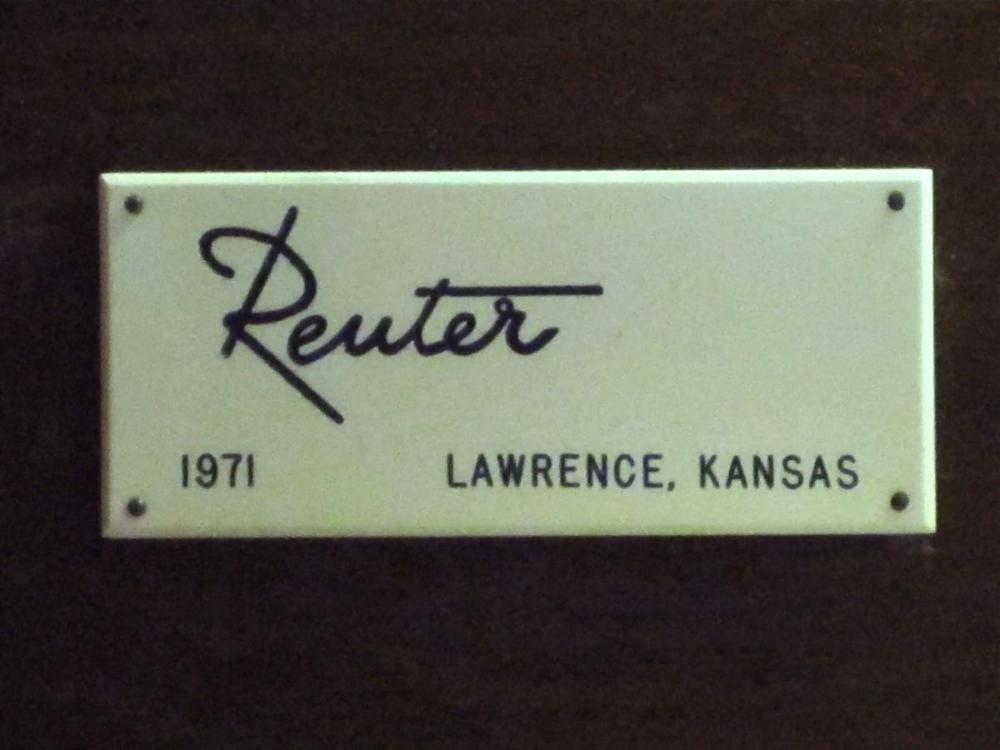 Reuter
1971 LAWRENCE, KANSAS